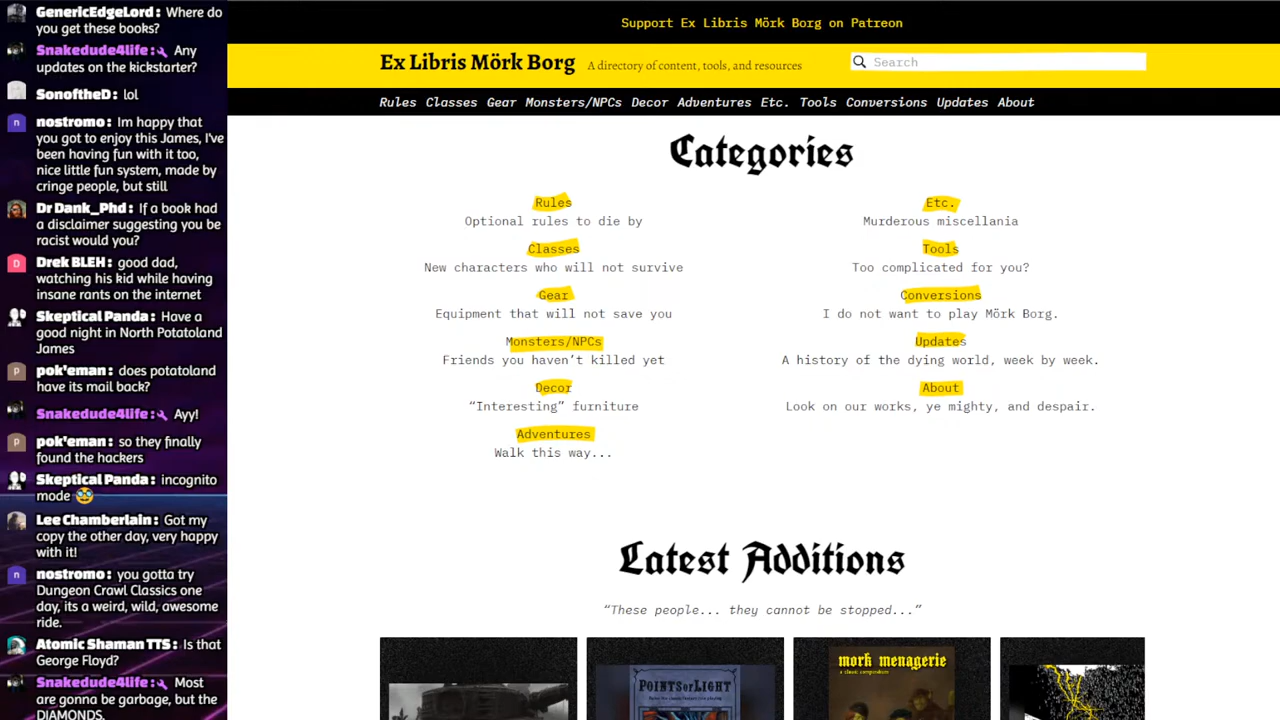 GenericEdgeLord: Where do
you get these books?
Snakedude4life: Any
updates on the kickstarter?
SonoftheD: lol
nostromo: Im happy that
you got to enjoy this James, I've
been having fun with it too,
nice little fun system, made by
cringe people, but still
Dr Dank_Phd: If a book had
a disclaimer suggesting you be
racist would you?
Drek BLEH: good dad,
watching his kid while having
insane rants on the internet
Skeptical Panda: Have a
good night in North Potatoland
James
pok'eman: does potatoland
have its mail back?
Snakedude4life: Ayy!
pok'eman: so they finally
found the hackers
Skeptical Panda: incognito
mode
Lee Chamberlain: Got my
copy the other day, very happy
with it!
nostromo: you gotta try
Dungeon Crawl Classics one
day, its a weird, wild, awesome
ride.
Atomic Shaman TTS: Is that
George Floyd?
Snakedude4life: Most
are gonna be garbage, but the
DIAMONDS.
Support Ex Libris Mörk Borg on Patreon
Ex Libris Mörk Borg A directory of content, tools, and resources
Search
Rules Classes Gear Monsters/NPCs Decor Adventures Etc. Tools Conversions Updates About
Categories
Rules
Optional rules to die by
Classes
New characters who will not survive
Gear
Equipment that will not save you
Monsters/NPCs
Friends you haven't killed yet
Decor
“Interesting” furniture
Adventures
Walk this way...
Etc.
Murderous miscellania
Tools
Too complicated for you?
Conversions
I do not want to play Mörk Borg.
Updates
A history of the dying world, week by week.
About
Look on our works, ye mighty, and despair.
Latest Additions
“These people... they cannot be stopped...”
POINTS OF LIGHT
mork menagerie